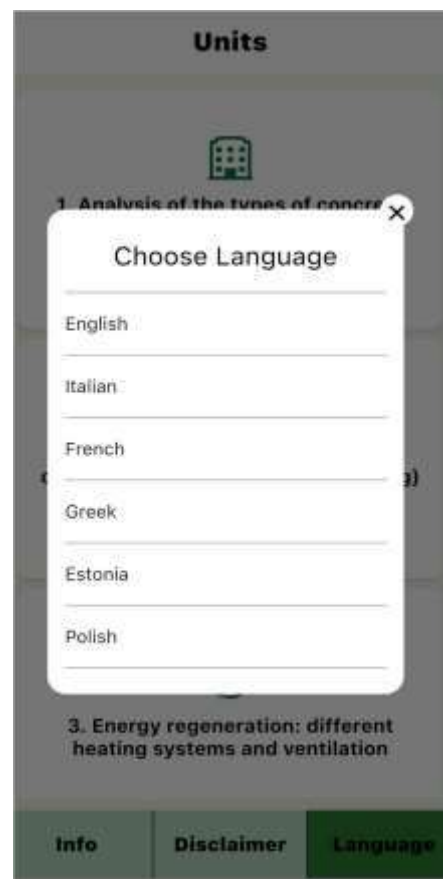 Units
1. Analysis of the types of
Choose Language
English
Italian
French
Greek
Estonia
Polish
3. Energy regeneration: different
heating systems and ventilation
Info
Disclaimer
Language